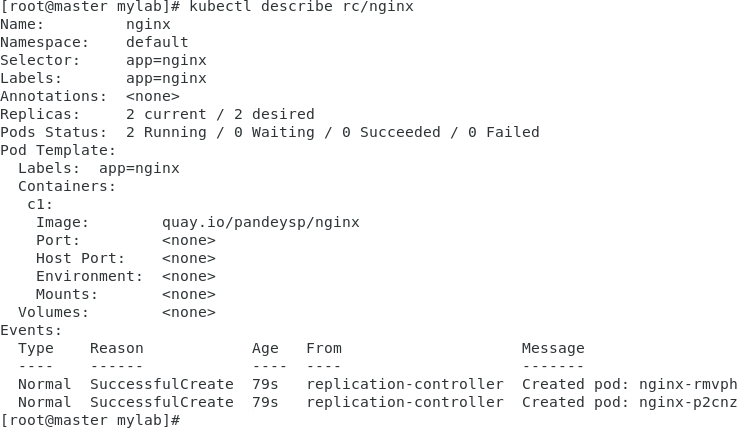 [root@master mylab]# kubectl describe rc/nginx
Name:         nginx
Namespace:    default
Selector:     app=nginx
Labels:       app=nginx
Annotations:  <none>
Replicas:     2 current / 2 desired
Pods Status:  2 Running / 0 Waiting / 0 Succeeded / 0 Failed
Pod Template:
  Labels:  app=nginx
  Containers:
   c1:
    Image:        quay.io/pandeysp/nginx
    Port:         <none>
    Host Port:    <none>
    Environment:  <none>
    Mounts:       <none>
  Volumes:        <none>
Events:
  Type    Reason            Age   From                    Message
  ----    ------            ----  ----                    -------
  Normal  SuccessfulCreate  79s   replication-controller  Created pod: nginx-rmvph
  Normal  SuccessfulCreate  79s   replication-controller  Created pod: nginx-p2cnz
[root@master mylab]#